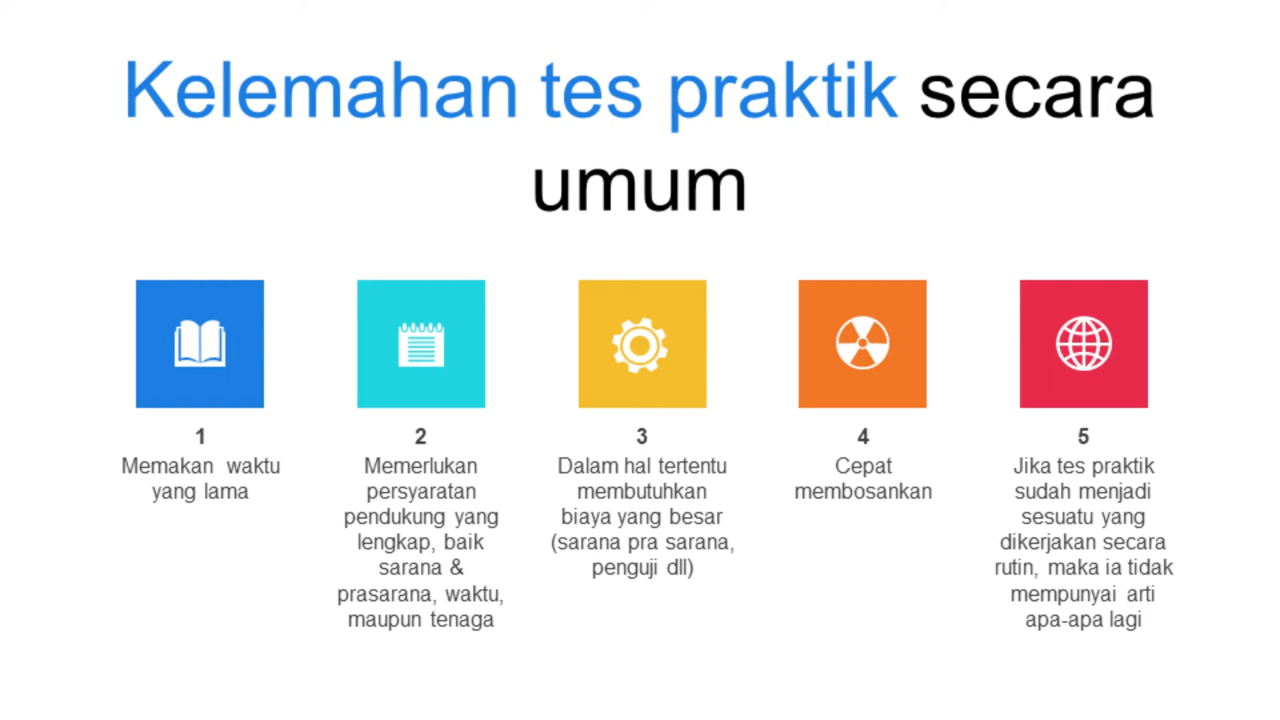 Kelemahan tes praktik secara
umum
1
Memakan waktu
yang lama
2
Memerlukan
persyaratan
pendukung yang
lengkap, baik
sarana &
prasarana, waktu,
maupun tenaga
3
Dalam hal tertentu
membutuhkan
biaya yang besar
(sarana pra sarana,
penguji dll)
4
Cepat
membosankan
5
Jika tes praktik
sudah menjadi
sesuatu yang
dikerjakan secara
rutin, maka ia tidak
mempunyai arti
apa-apa lagi